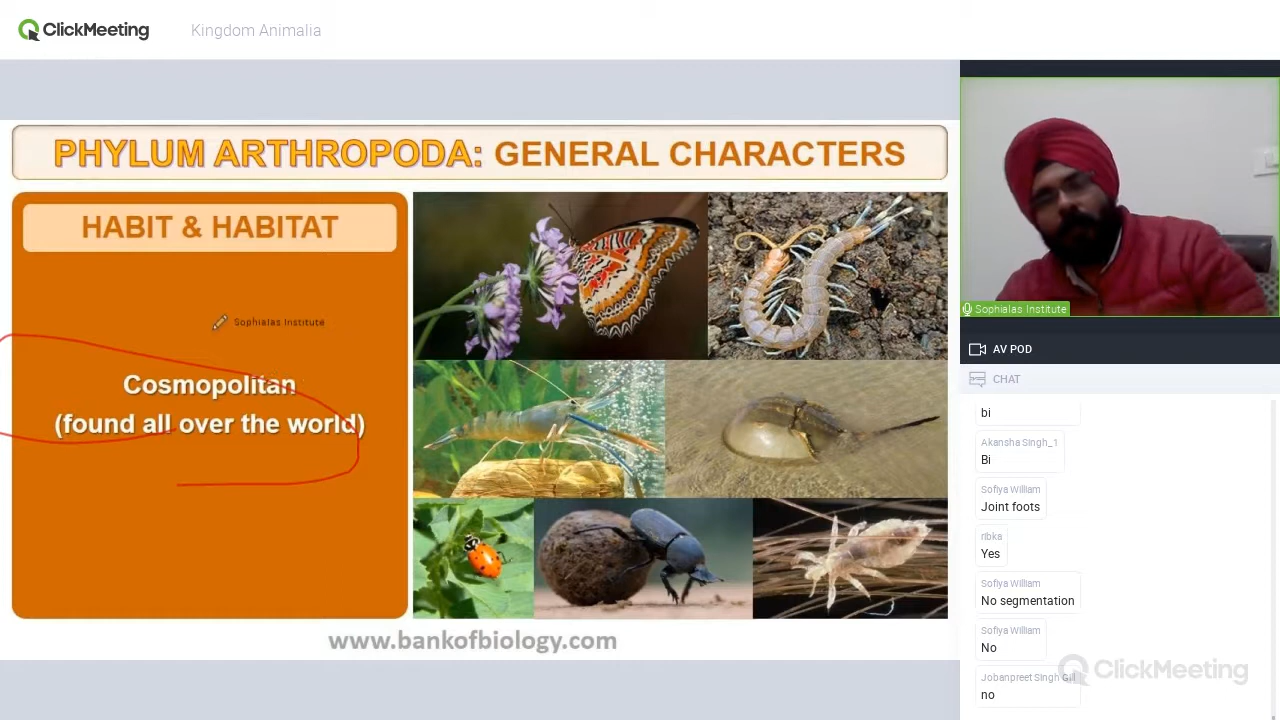 ClickMeeting
Kingdom Animalia
PHYLUM ARTHROPODA: GENERAL CHARACTERS
HABIT & HABITAT
Sophialas Institute
Cosmopolitan
(found all over the world)
www.bankofbiology.com
Sophialas Institute
AV POD
CHAT
bi
Akansha Singh_1
Bi
Sofiya William
Joint foots
ribka
Yes
Sofiya William
No segmentation
Sofiya William
No
Jobanpreet Singh Gill
no
ClickMeeting